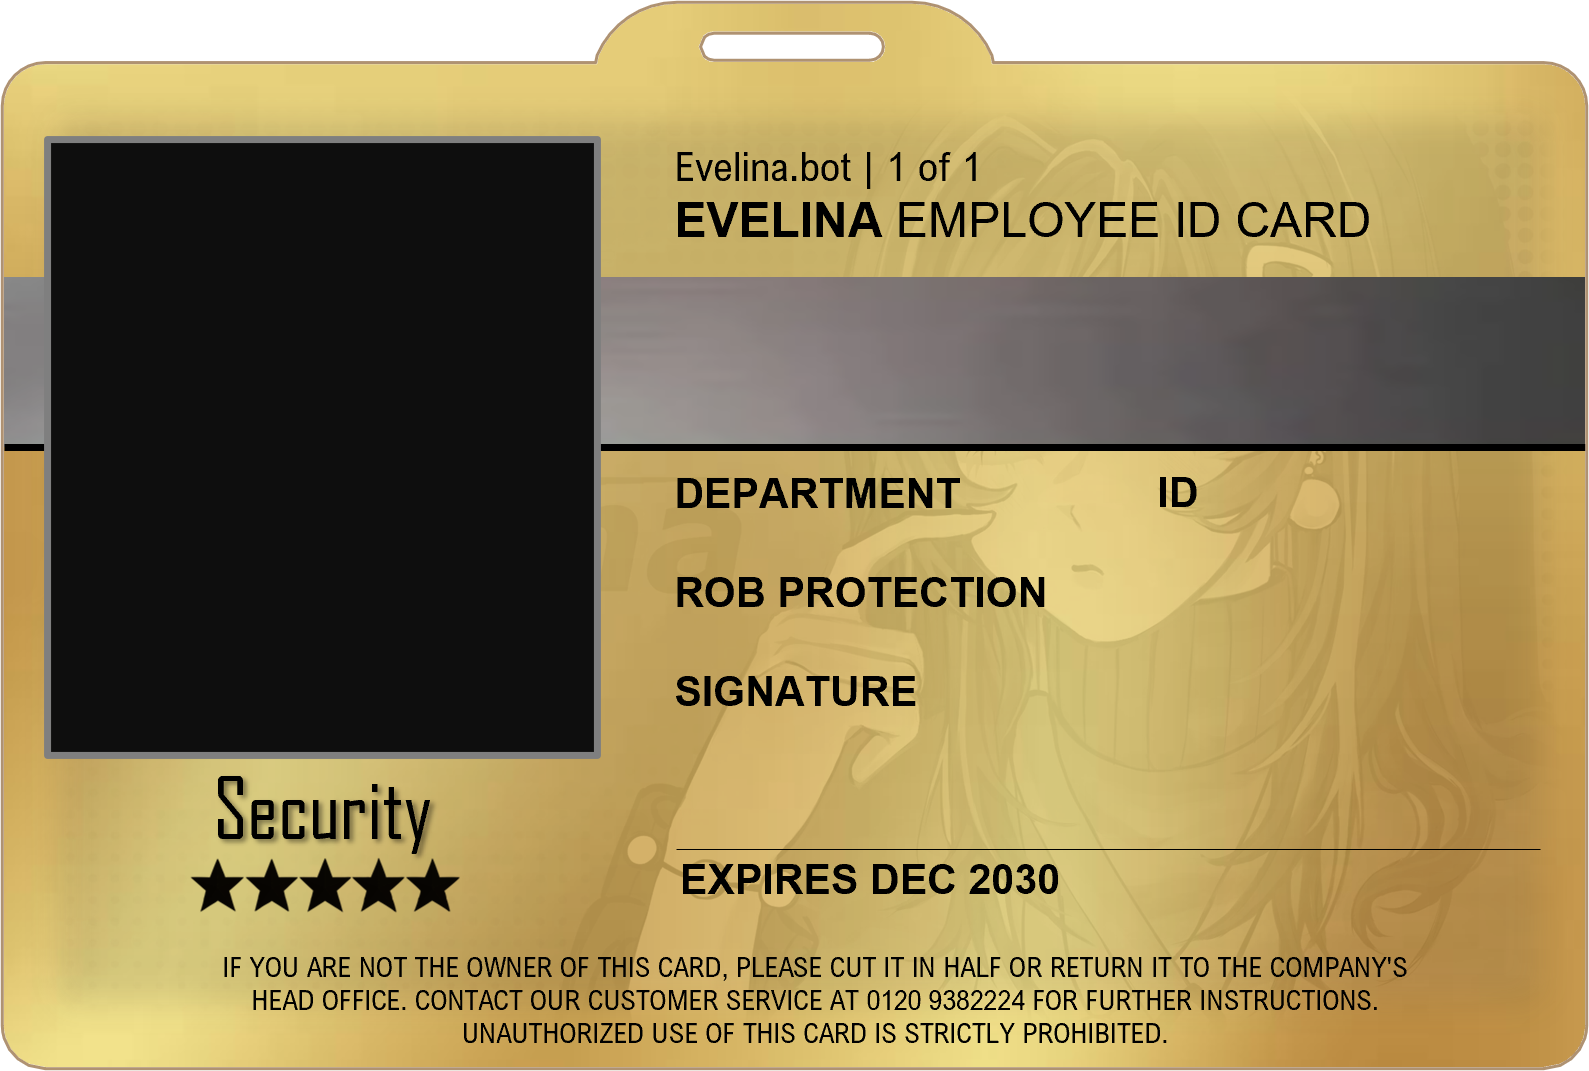 Evelina.bot | 1 of 1
EVELINA EMPLOYEE ID CARD
DEPARTMENT ID
ROB PROTECTION
SIGNATURE
Security
EXPIRES DEC 2030
IF YOU ARE NOT THE OWNER OF THIS CARD, PLEASE CUT IT IN HALF OR RETURN IT TO THE COMPANY'S
HEAD OFFICE. CONTACT OUR CUSTOMER SERVICE AT 0120 9382224 FOR FURTHER INSTRUCTIONS.
UNAUTHORIZED USE OF THIS CARD IS STRICTLY PROHIBITED.